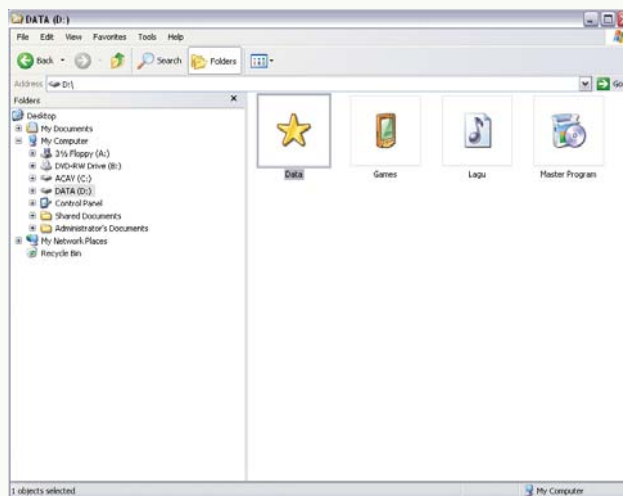 DATA (D:)
File Edit View Favorites Tools Help
Back Search Folders
Address D:\ Go
Folders x
Desktop
My Documents
My Computer
3½ Floppy (A:)
DVD-RW Drive (B:)
ACAY (C:)
DATA (D:)
Control Panel
Shared Documents
Administrator's Documents
My Network Places
Recycle Bin
Data Games Lagu Master Program
1 objects selected My Computer